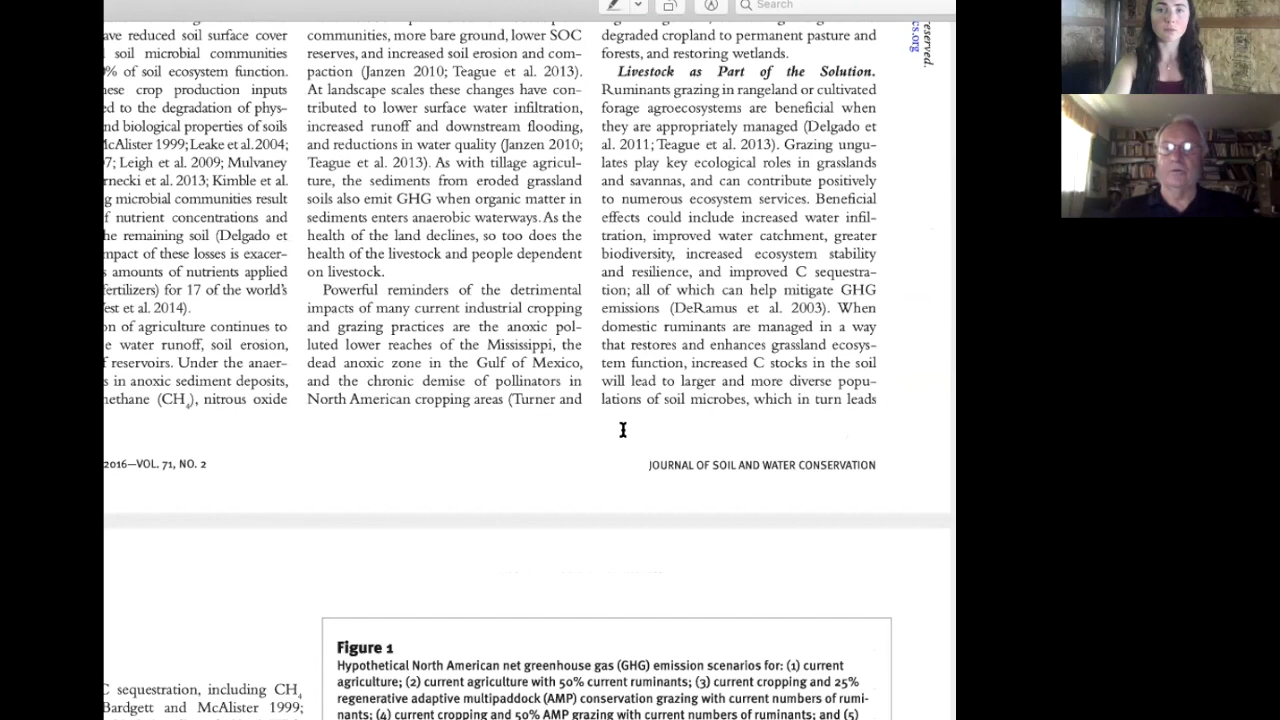 Search
ave reduced soil surface cover
soil microbial communities
% of soil ecosystem function.
hese crop production inputs
ed to the degradation of phys-
nd biological properties of soils
McAlister 1999; Leake et al. 2004;
7; Leigh et al. 2009; Mulvaney
rnecki et al. 2013; Kimble et al.
g microbial communities result
f nutrient concentrations and
he remaining soil (Delgado et
mpact of these losses is exacer-
s amounts of nutrients applied
fertilizers) for 17 of the world's
est et al. 2014).
on of agriculture continues to
e water runoff, soil erosion,
f reservoirs. Under the anaer-
s in anoxic sediment deposits,
nethane (CH4), nitrous oxide
communities, more bare ground, lower SOC
reserves, and increased soil erosion and com-
paction (Janzen 2010; Teague et al. 2013).
At landscape scales these changes have con-
tributed to lower surface water infiltration,
increased runoff and downstream flooding,
and reductions in water quality (Janzen 2010;
Teague et al. 2013). As with tillage agricul-
ture, the sediments from eroded grassland
soils also emit GHG when organic matter in
sediments enters anaerobic waterways. As the
health of the land declines, so too does the
health of the livestock and people dependent
on livestock.
Powerful reminders of the detrimental
impacts of many current industrial cropping
and grazing practices are the anoxic pol-
luted lower reaches of the Mississippi, the
dead anoxic zone in the Gulf of Mexico,
and the chronic demise of pollinators in
North American cropping areas (Turner and
degraded cropland to permanent pasture and
forests, and restoring wetlands.
Livestock as Part of the Solution.
Ruminants grazing in rangeland or cultivated
forage agroecosystems are beneficial when
they are appropriately managed (Delgado et
al. 2011; Teague et al. 2013). Grazing ungu-
lates play key ecological roles in grasslands
and savannas, and can contribute positively
to numerous ecosystem services. Beneficial
effects could include increased water infil-
tration, improved water catchment, greater
biodiversity, increased ecosystem stability
and resilience, and improved C sequestra-
tion; all of which can help mitigate GHG
emissions (DeRamus et al. 2003). When
domestic ruminants are managed in a way
that restores and enhances grassland ecosys-
tem function, increased C stocks in the soil
will lead to larger and more diverse popu-
lations of soil microbes, which in turn leads
reserved.
cs.org
2016—VOL. 71, NO. 2
JOURNAL OF SOIL AND WATER CONSERVATION
C sequestration, including CH4
Bardgett and McAlister 1999;
Figure 1
Hypothetical North American net greenhouse gas (GHG) emission scenarios for: (1) current
agriculture; (2) current agriculture with 50% current ruminants; (3) current cropping and 25%
regenerative adaptive multipaddock (AMP) conservation grazing with current numbers of rumi-
nants; (4) current cropping and 50% AMP grazing with current numbers of ruminants; and (5)